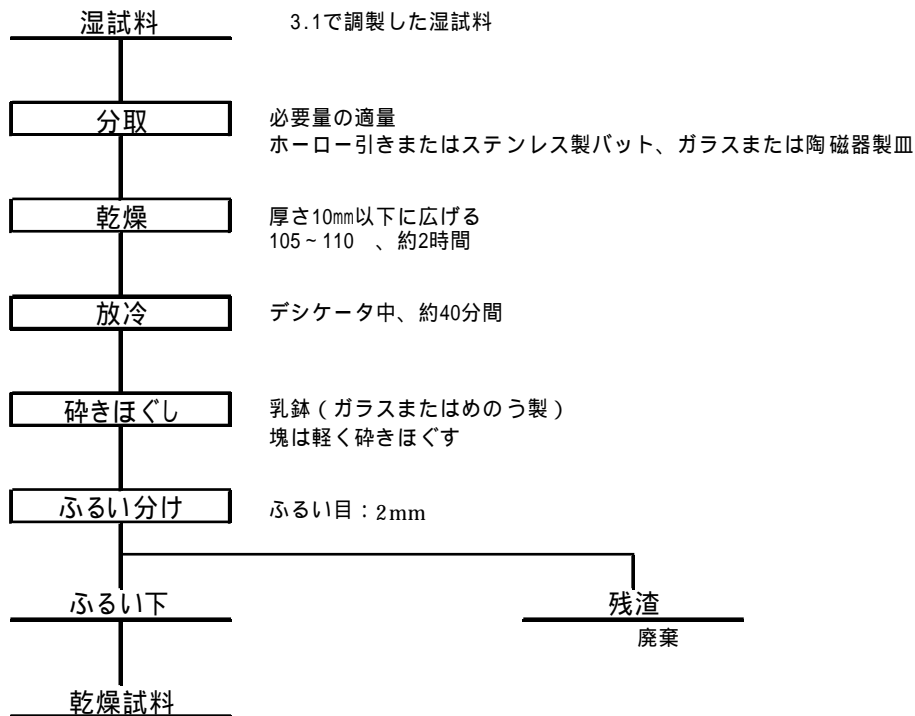 湿試料 3.1で調製した湿試料
分取 必要量の適量
ホーロー引きまたはステンレス製バット、ガラスまたは陶磁器製皿
乾燥 厚さ10㎜以下に広げる
105~110 、約2時間
放冷 デシケータ中、約40分間
砕きほぐし 乳鉢(ガラスまたはめのう製)
塊は軽く砕きほぐす
ふるい分け ふるい目:2mm
ふるい下 残渣
廃棄
乾燥試料